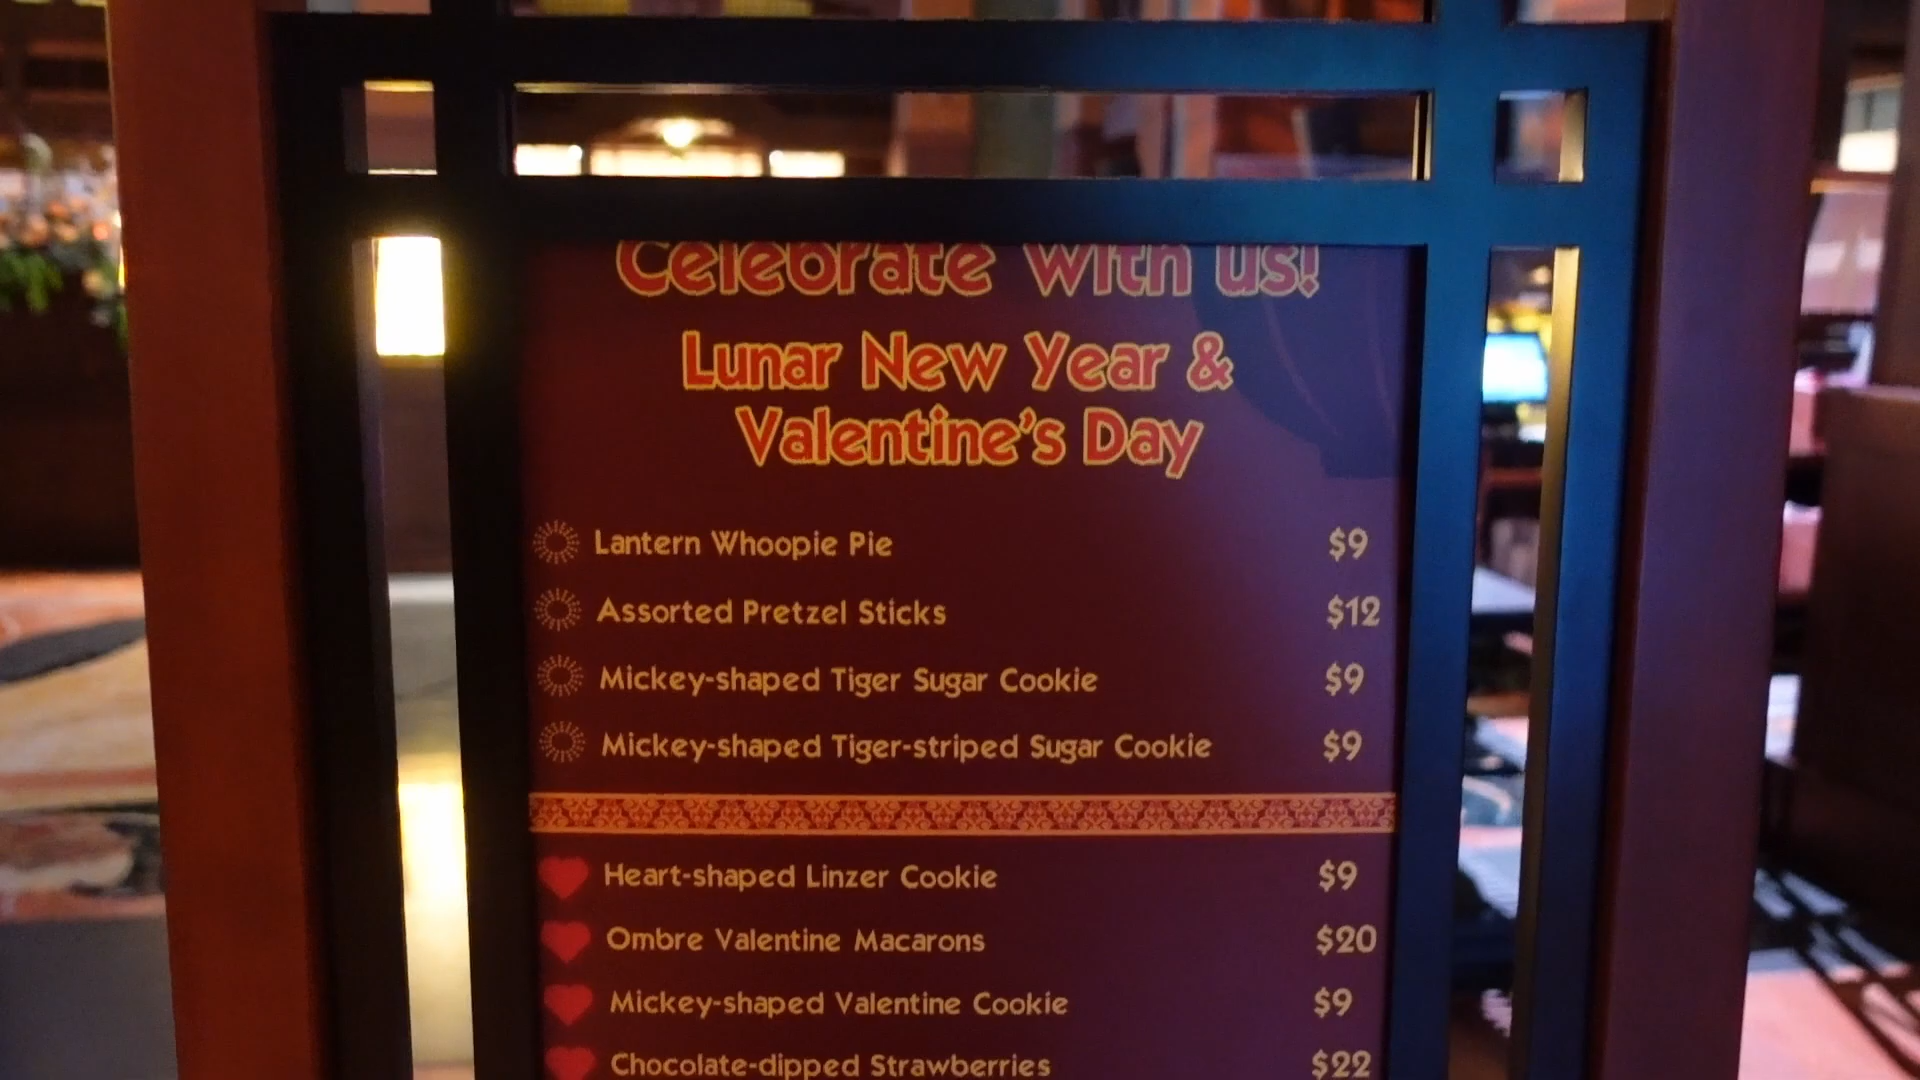 Celebrate with us!
Lunar New Year &
Valentine's Day
Lantern Whoopie Pie $9
Assorted Pretzel Sticks $12
Mickey-shaped Tiger Sugar Cookie $9
Mickey-shaped Tiger-striped Sugar Cookie $9
Heart-shaped Linzer Cookie $9
Ombre Valentine Macarons $20
Mickey-shaped Valentine Cookie $9
Chocolate-dipped Strawberries $22